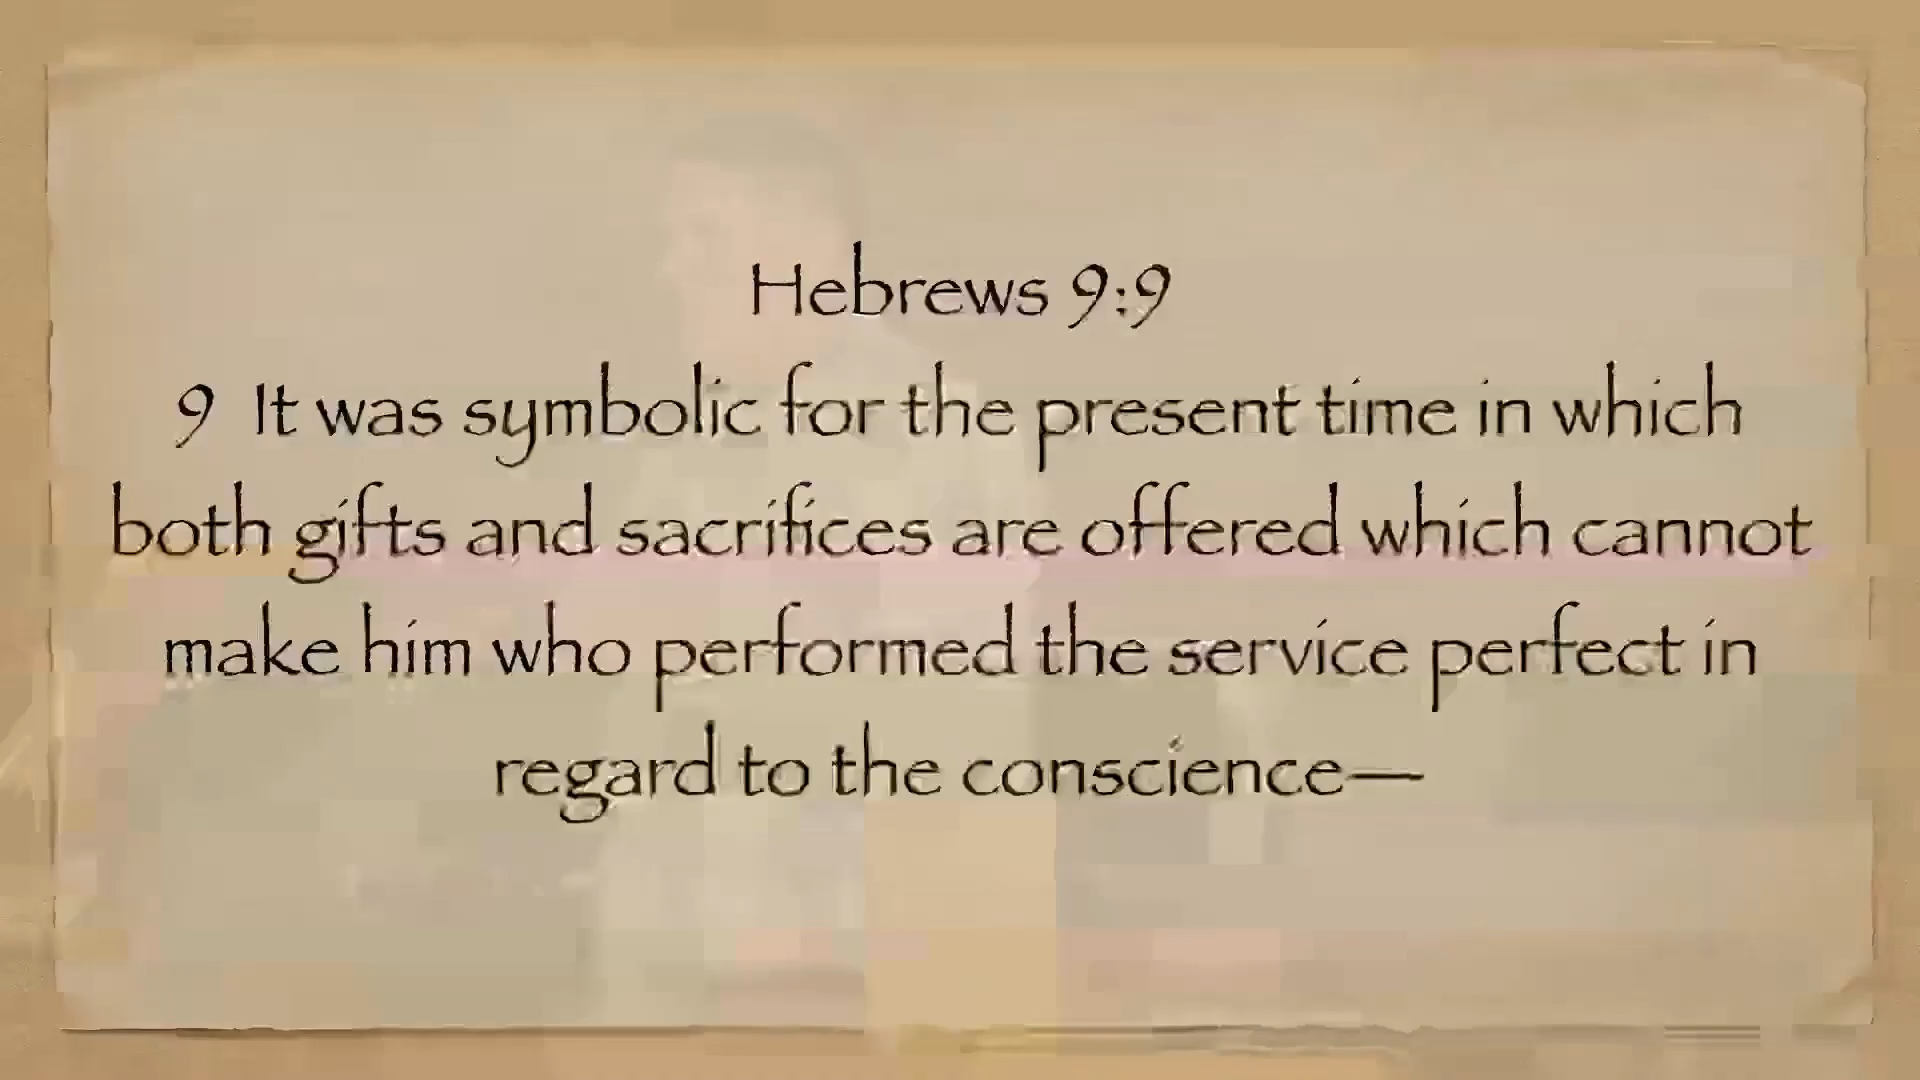 Hebrews 9:9
9 It was symbolic for the present time in which
both gifts and sacrifices are offered which cannot
make him who performed the service perfect in
regard to the conscience—